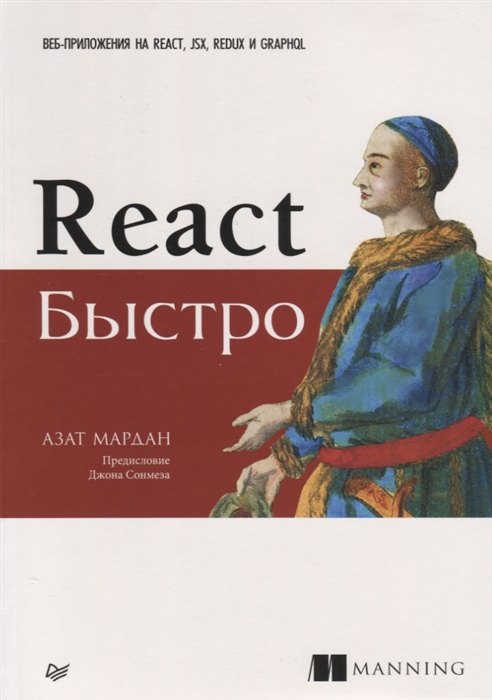 ВЕБ-ПРИЛОЖЕНИЯ НА REACT, JSX, REDUX И GRAPHQL
React
Быстро
АЗАТ МАРДАН
Предисловие
Джона Сонмеза
MANNING